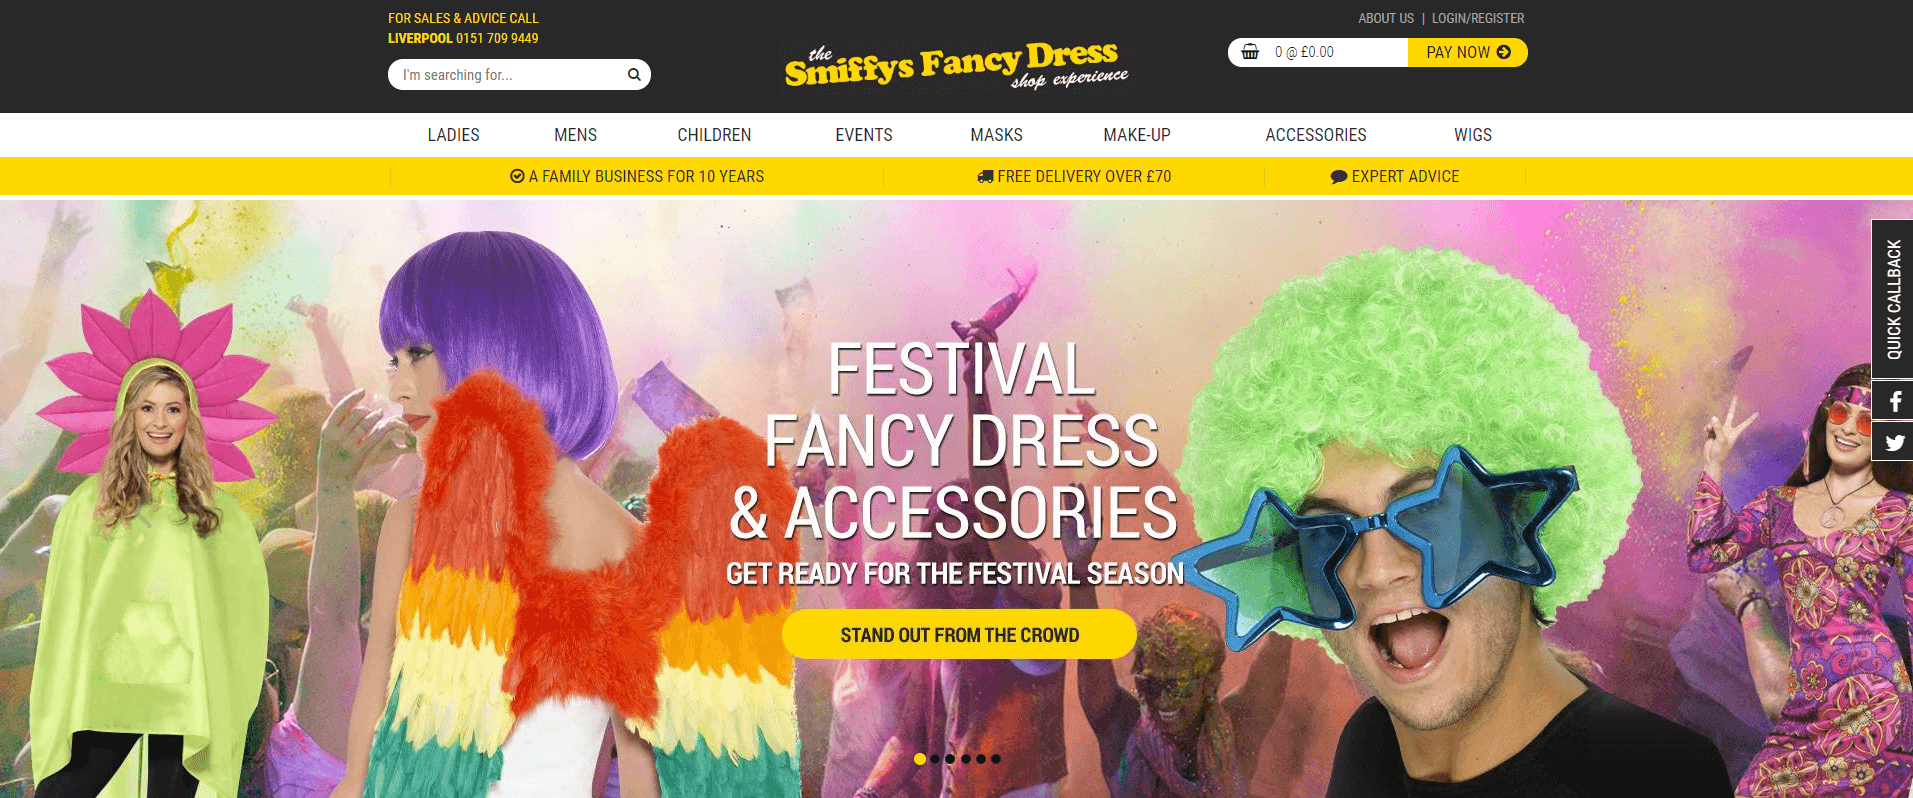 FOR SALES & ADVICE CALL
LIVERPOOL 0151 709 9449
I'm searching for...
the
Smiffys Fancy Dress
shop experience
ABOUT US | LOGIN/REGISTER
0 @ £0.00
PAY NOW
LADIES MENS CHILDREN EVENTS MASKS MAKE-UP ACCESSORIES WIGS
A FAMILY BUSINESS FOR 10 YEARS FREE DELIVERY OVER £70 EXPERT ADVICE
FESTIVAL
FANCY DRESS
& ACCESSORIES
GET READY FOR THE FESTIVAL SEASON
STAND OUT FROM THE CROWD
QUICK CALLBACK